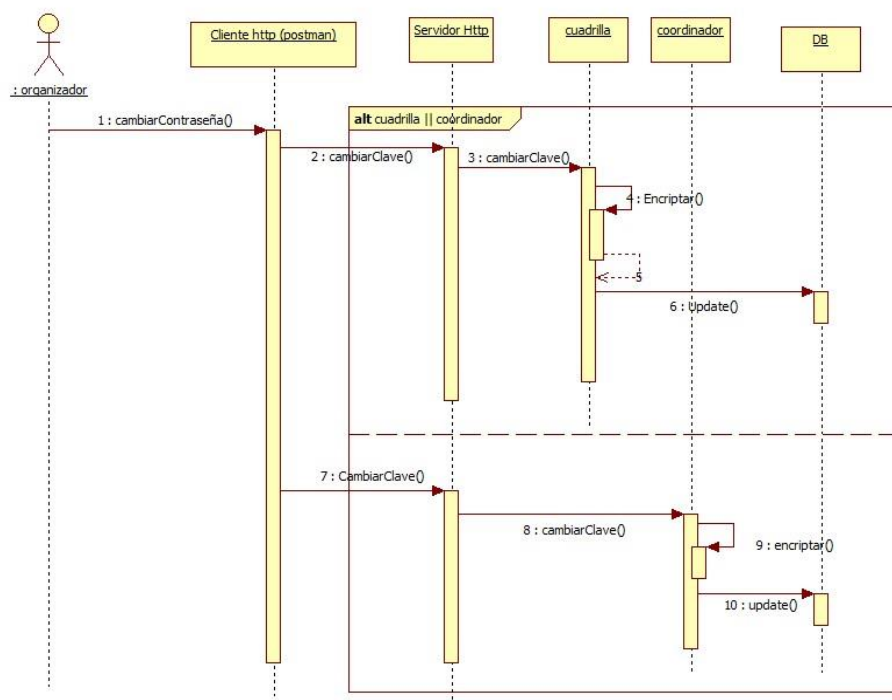 Cliente http (postman)
Servidor Http
cuadrilla
coordinador
DB
: organizador
alt cuadrilla || coordinador
1 : cambiarContraseña()
2 : cambiarClave()
3 : cambiarClave()
4 : Encriptar()
5
6 : Update()
7 : CambiarClave()
8 : cambiarClave()
9 : encriptar()
10 : update()